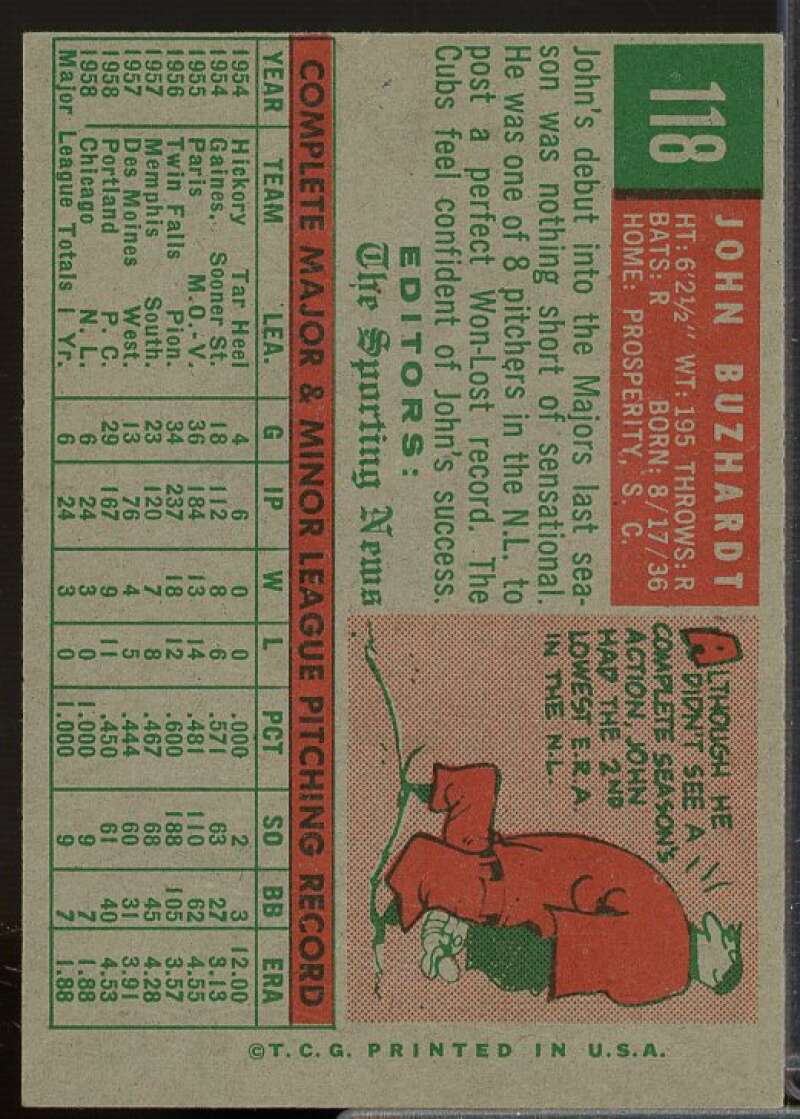 118
JOHN BUZHARDT
HT: 6'2½" WT: 195 THROWS: R
BATS: R BORN: 8/17/36
HOME: PROSPERITY, S. C.
John's debut into the Majors last sea-
son was nothing short of sensational.
He was one of 8 pitchers in the N.L. to
post a perfect Won-Lost record. The
Cubs feel confident of John's success.
EDITORS:
The Sporting News
ALTHOUGH HE
DIDN'T SEE A
COMPLETE SEASON'S
ACTION, JOHN
HAD THE 2ND
LOWEST E.R.A.
IN THE N.L.
COMPLETE MAJOR & MINOR LEAGUE PITCHING RECORD
YEAR TEAM LEA. G IP W L PCT SO BB ERA
1954 Hickory Tar Heel 4 6 0 0 .000 2 3 12.00
1954 Gaines. Sooner St. 18 112 8 6 .571 63 27 3.13
1955 Paris M.O.-V. 36 184 13 14 .481 110 62 4.55
1956 Twin Falls Pion. 34 237 18 12 .600 188 105 3.57
1957 Memphis South. 23 120 7 8 .467 68 45 4.28
1957 Des Moines West. 13 76 4 5 .444 60 31 3.91
1958 Portland P. C. 29 167 9 11 .450 61 40 4.53
1958 Chicago N. L. 6 24 3 0 1.000 9 7 1.88
Major League Totals 1 Yr. 6 24 3 0 1.000 9 7 1.88
©T.C.G. PRINTED IN U.S.A.